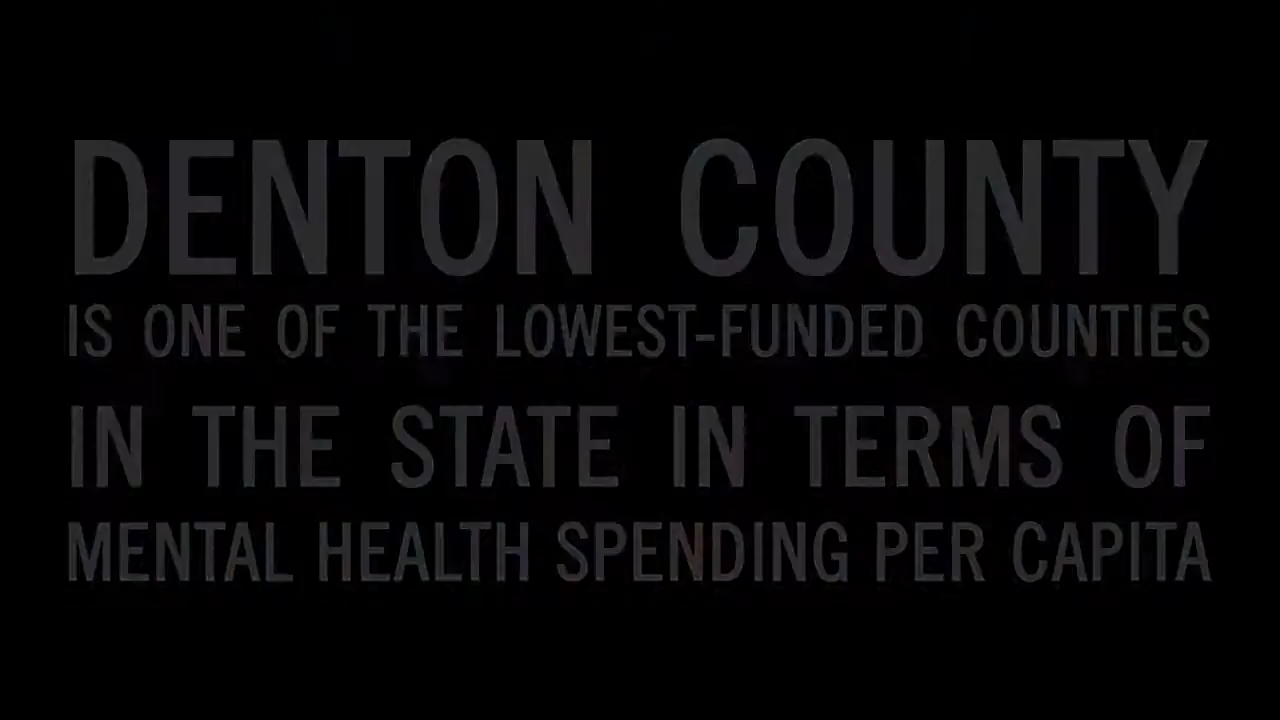 DENTON COUNTY
IS ONE OF THE LOWEST-FUNDED COUNTIES
IN THE STATE IN TERMS OF
MENTAL HEALTH SPENDING PER CAPITA